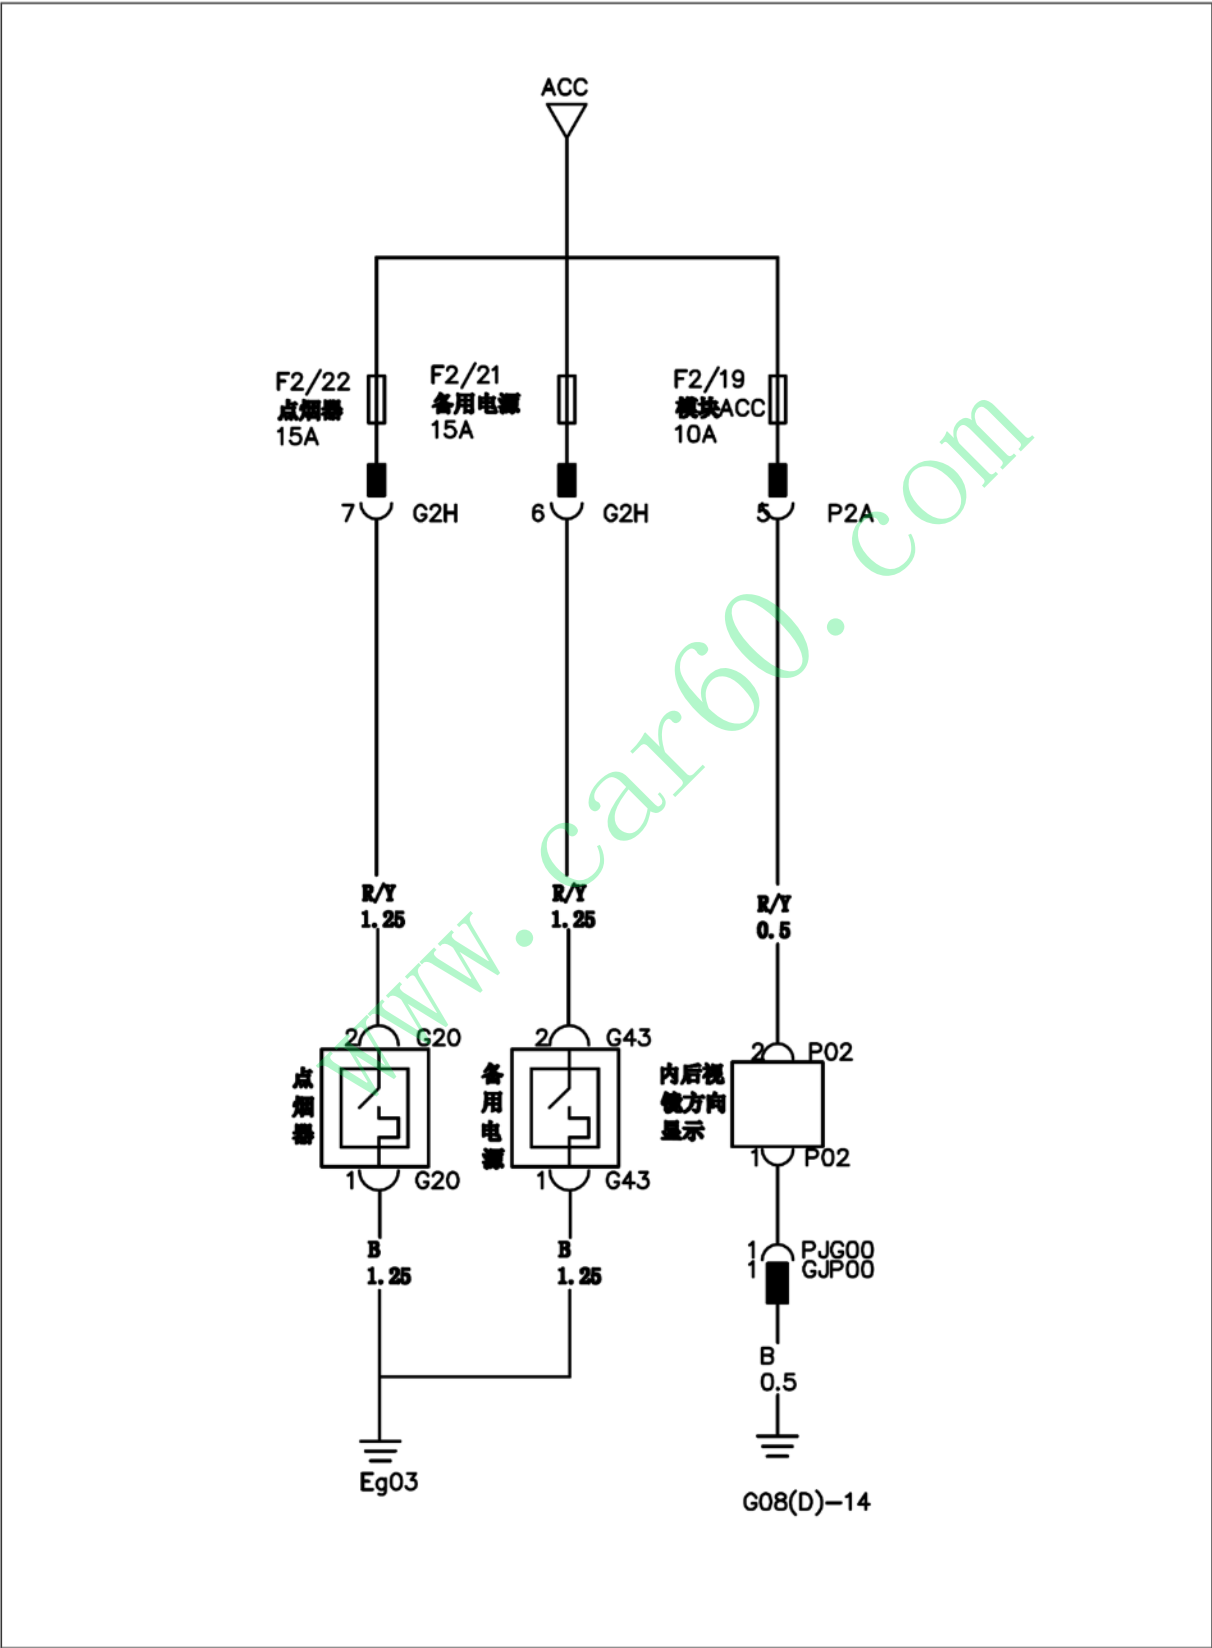 ACC
F2/22
点烟器
15A
F2/21
备用电源
15A
F2/19
模块ACC
10A
7 G2H
6 G2H
5 P2A
R/Y
1.25
R/Y
1.25
R/Y
0.5
2 G20
点烟器
1 G20
2 G43
备用电源
1 G43
2 P02
内后视
镜方向
显示
1 P02
B
1.25
B
1.25
1 PJG00
1 GJP00
B
0.5
Eg03
G08(D)-14
www.car60.com